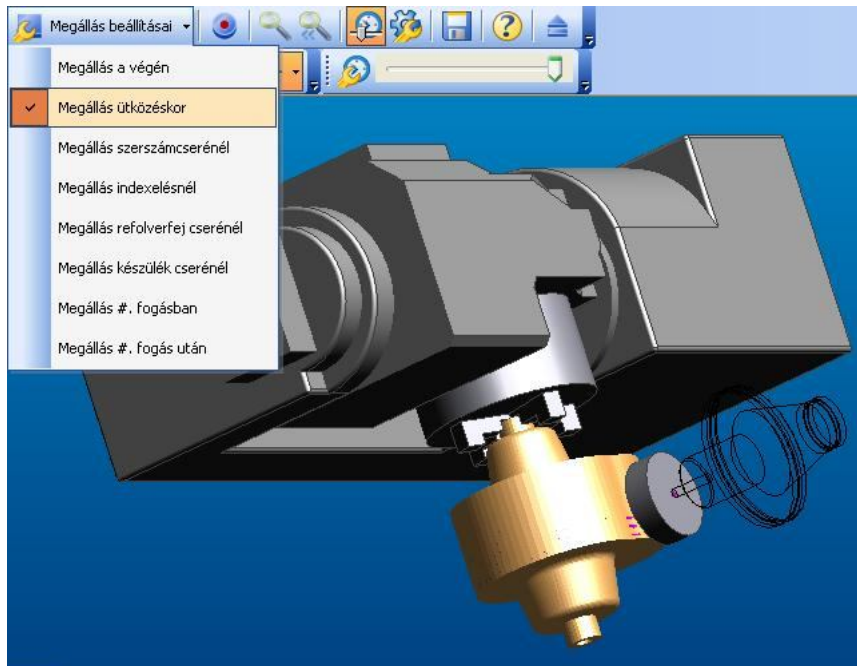 Megállás beállításai
Megállás a végén
Megállás ütközéskor
Megállás szerszámcserénél
Megállás indexelésnél
Megállás refolverfej cserénél
Megállás készülék cserénél
Megállás #. fogásban
Megállás #. fogás után